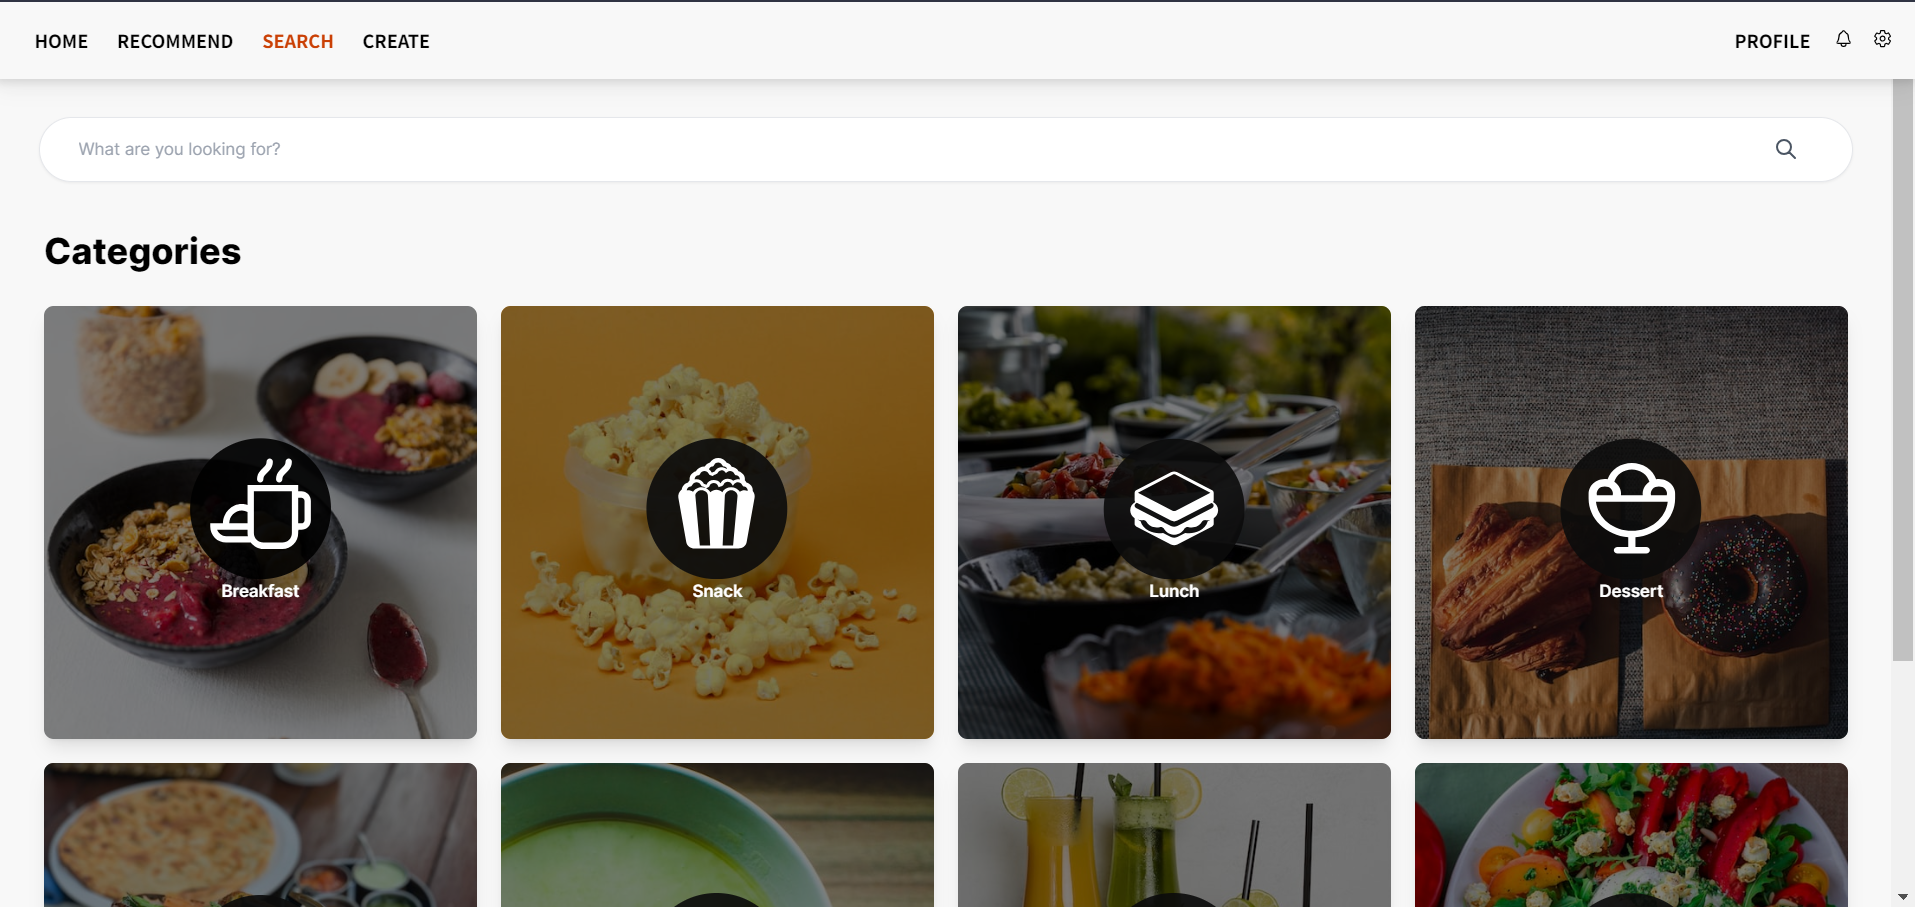 HOME RECOMMEND SEARCH CREATE PROFILE
What are you looking for?
Categories
Breakfast Snack Lunch Dessert